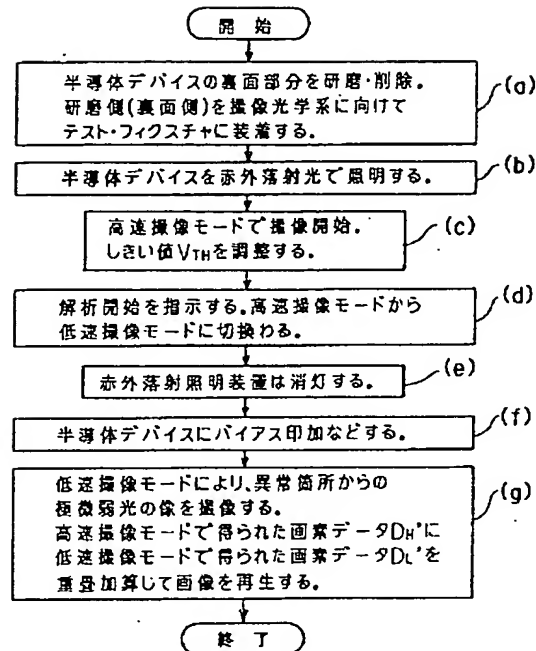 開始
半導体デバイスの裏面部分を研磨・削除。
研磨側(裏面側)を撮像光学系に向けて
テスト・フィクスチャに装着する。
(a)
半導体デバイスを赤外落射光で照明する。
(b)
高速撮像モードで撮像開始。
しきい値VTHを調整する。
(c)
解析開始を指示する。高速撮像モードから
低速撮像モードに切換わる。
(d)
赤外落射照明装置は消灯する。
(e)
半導体デバイスにバイアス印加などする。
(f)
低速撮像モードにより、異常箇所からの
極微弱光の像を撮像する。
高速撮像モードで得られた画素データDH'に
低速撮像モードで得られた画素データDL'を
重畳加算して画像を再生する。
(g)
終了